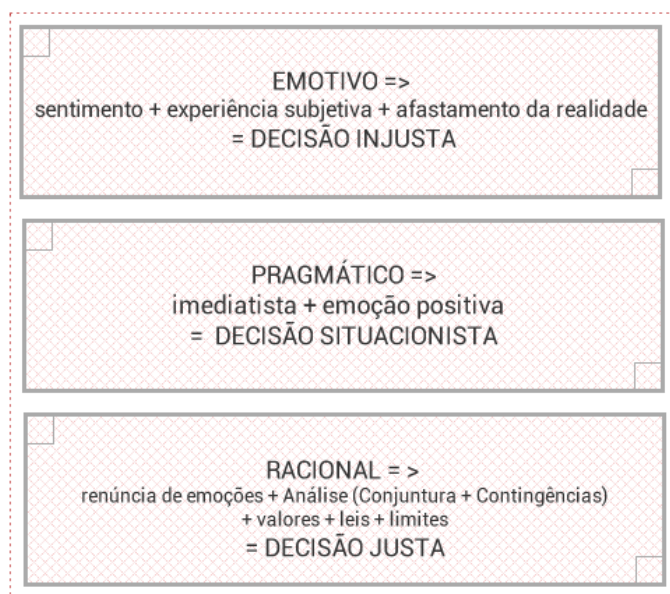 EMOTIVO =>
sentimento + experiência subjetiva + afastamento da realidade
= DECISÃO INJUSTA
PRAGMÁTICO =>
imediatista + emoção positiva
= DECISÃO SITUACIONISTA
RACIONAL = >
renúncia de emoções + Análise (Conjuntura + Contingências)
+ valores + leis + limites
= DECISÃO JUSTA